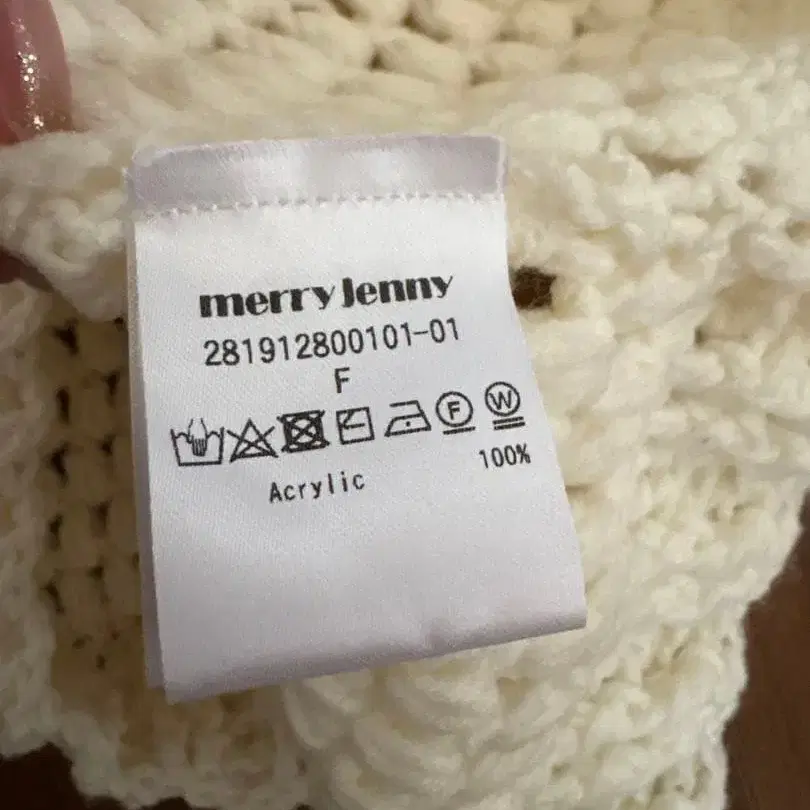 merry jenny
281912800101-01
F
F W
Acrylic 100%